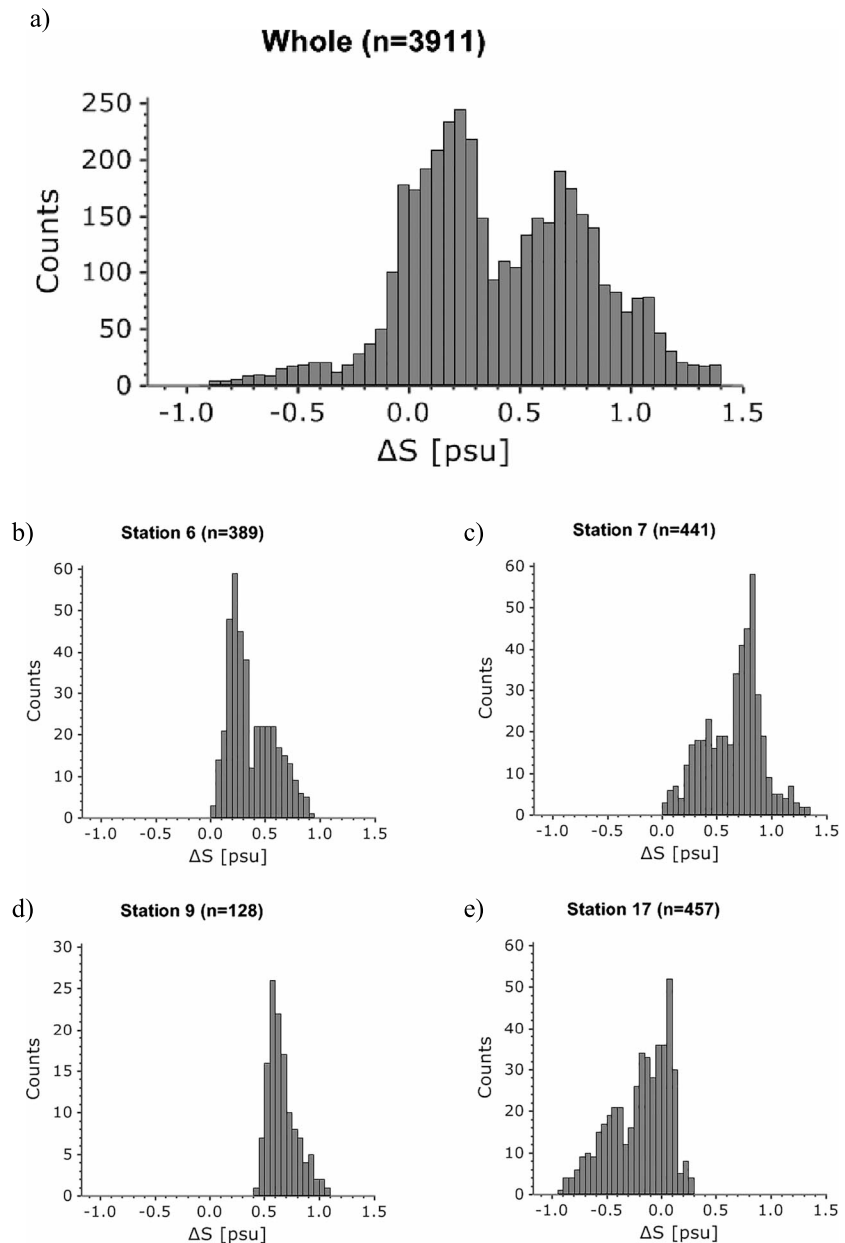 a)
Whole (n=3911)
250
200
150
100
50
0
Counts
-1.0 -0.5 0.0 0.5 1.0 1.5
ΔS [psu]
b)
Station 6 (n=389)
60
50
40
30
20
10
0
Counts
-1.0 -0.5 0.0 0.5 1.0 1.5
ΔS [psu]
c)
Station 7 (n=441)
60
50
40
30
20
10
0
Counts
-1.0 -0.5 0.0 0.5 1.0 1.5
ΔS [psu]
d)
Station 9 (n=128)
30
25
20
15
10
5
0
Counts
-1.0 -0.5 0.0 0.5 1.0 1.5
ΔS [psu]
e)
Station 17 (n=457)
60
50
40
30
20
10
0
Counts
-1.0 -0.5 0.0 0.5 1.0 1.5
ΔS [psu]